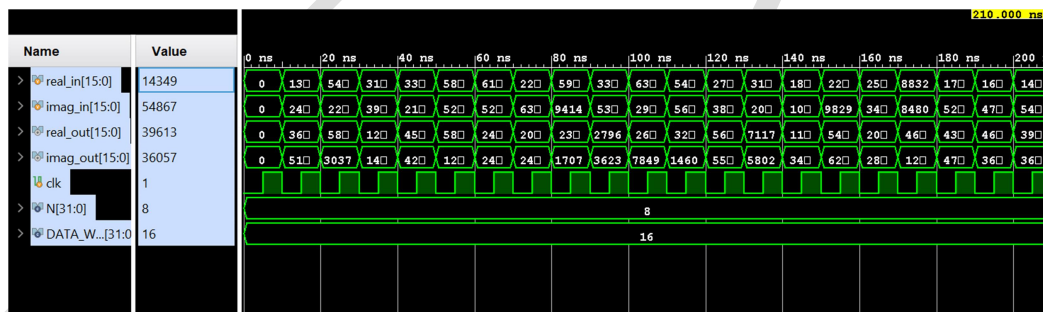 210.000 ns
Name Value
0 ns 20 ns 40 ns 60 ns 80 ns 100 ns 120 ns 140 ns 160 ns 180 ns 200
real_in[15:0] 14349 0 13□ 54□ 31□ 33□ 58□ 61□ 22□ 59□ 33□ 63□ 54□ 27□ 31□ 18□ 22□ 25□ 8832 17□ 16□ 14□
imag_in[15:0] 54867 0 24□ 22□ 39□ 21□ 52□ 52□ 63□ 9414 53□ 29□ 56□ 38□ 20□ 10□ 9829 34□ 8480 52□ 47□ 54□
real_out[15:0] 39613 0 36□ 58□ 12□ 45□ 58□ 24□ 20□ 23□ 2796 26□ 32□ 56□ 7117 11□ 54□ 20□ 46□ 43□ 46□ 39□
imag_out[15:0] 36057 0 51□ 3037 14□ 42□ 12□ 24□ 24□ 1707 3623 7849 1460 55□ 5802 34□ 62□ 28□ 12□ 47□ 36□ 36□
clk 1
N[31:0] 8 8
DATA_W...[31:0 16 16